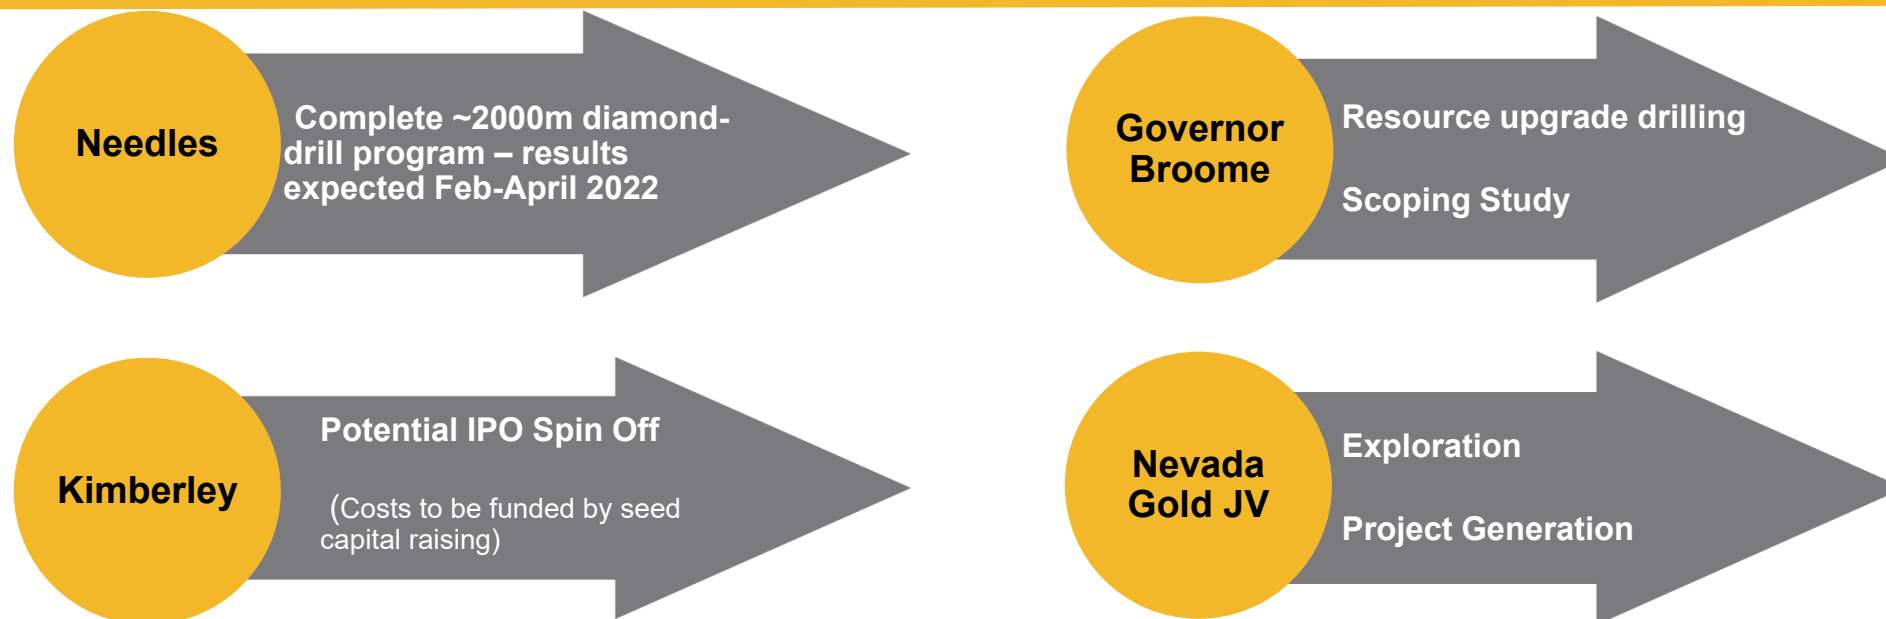 Needles
Complete ~2000m diamond-
drill program – results
expected Feb-April 2022
Governor
Broome
Resource upgrade drilling
Scoping Study
Kimberley
Potential IPO Spin Off
(Costs to be funded by seed
capital raising)
Nevada
Gold JV
Exploration
Project Generation